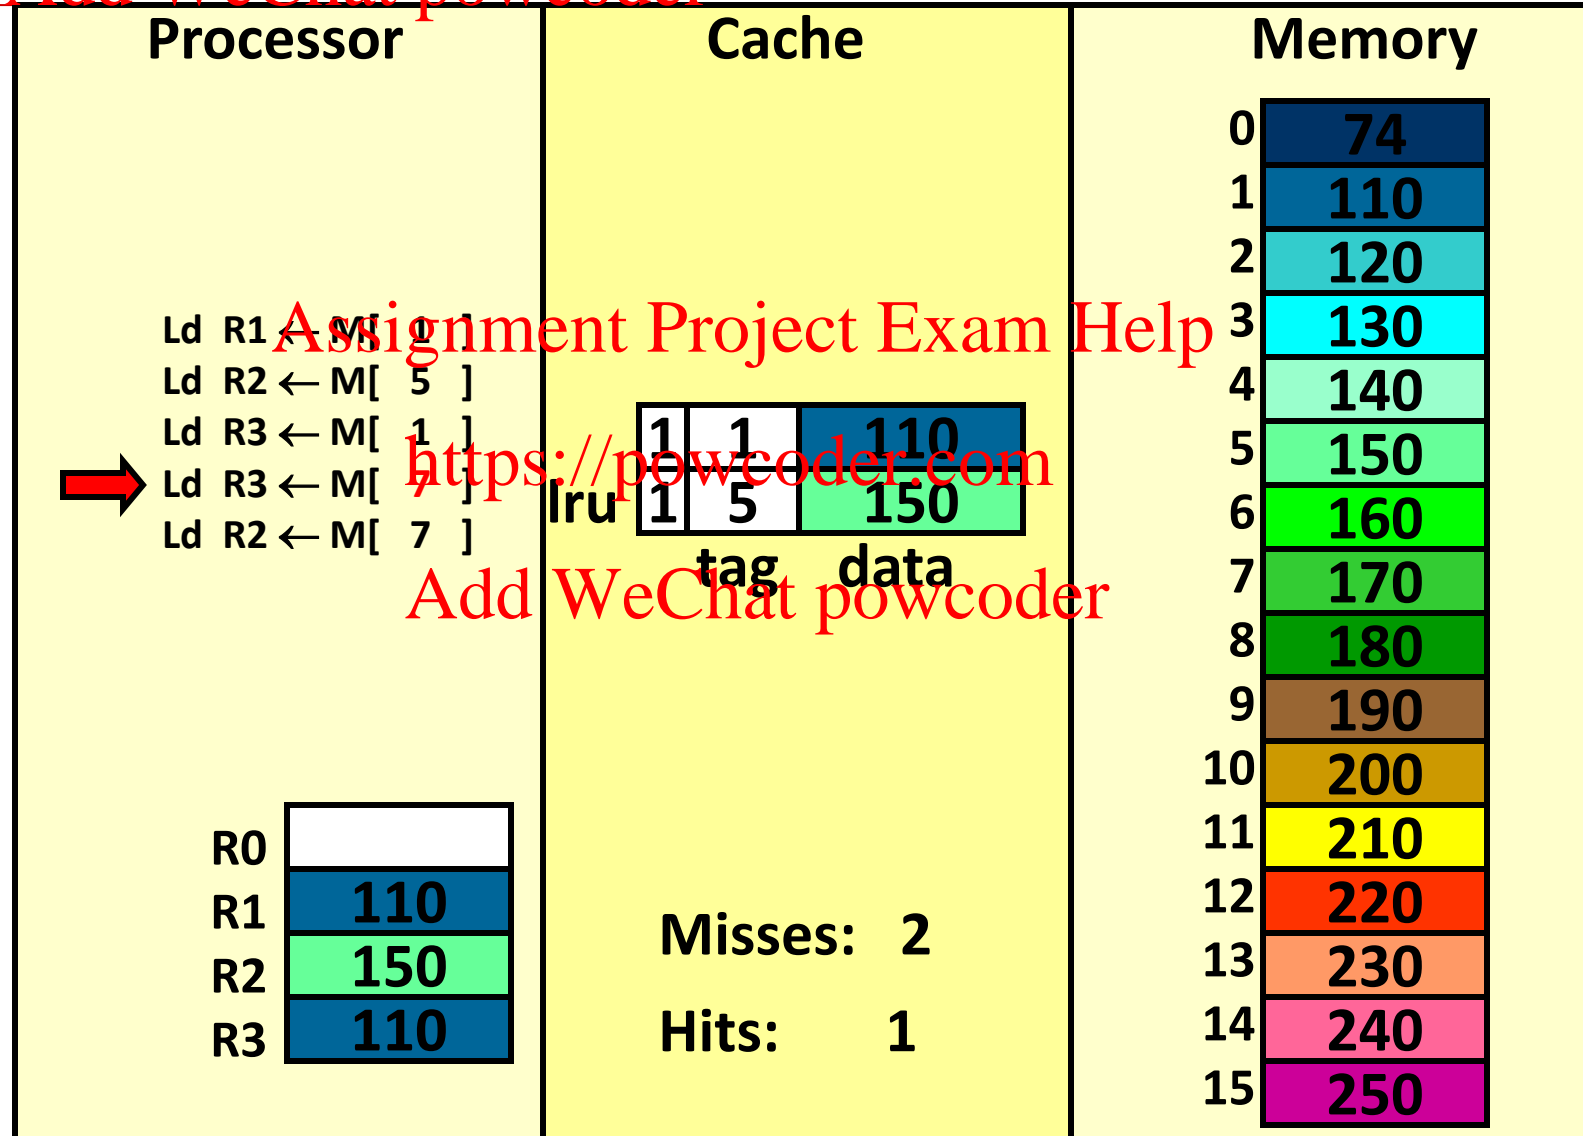 Add WeChat powcoder
Processor
Cache
Memory
Ld R1 ← M[ 1 ]
Ld R2 ← M[ 5 ]
Ld R3 ← M[ 1 ]
Ld R3 ← M[ 7 ]
Ld R2 ← M[ 7 ]
Assignment Project Exam Help
https://powcoder.com
Add WeChat powcoder
1 1 110
lru 1 5 150
tag data
R0
R1 110
R2 150
R3 110
Misses: 2
Hits: 1
0 74
1 110
2 120
3 130
4 140
5 150
6 160
7 170
8 180
9 190
10 200
11 210
12 220
13 230
14 240
15 250